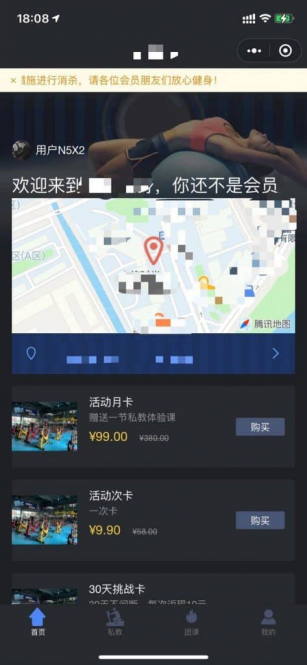 18:08
× 施进行消杀，请各位会员朋友们放心健身！
用户N5X2
欢迎来到，你还不是会员
区(A区)
有限
区
腾讯地图
活动月卡
赠送一节私教体验课
¥99.00 ¥380.00
购买
活动次卡
一次卡
¥9.90 ¥58.00
购买
30天挑战卡
首页 私教 团课 我的